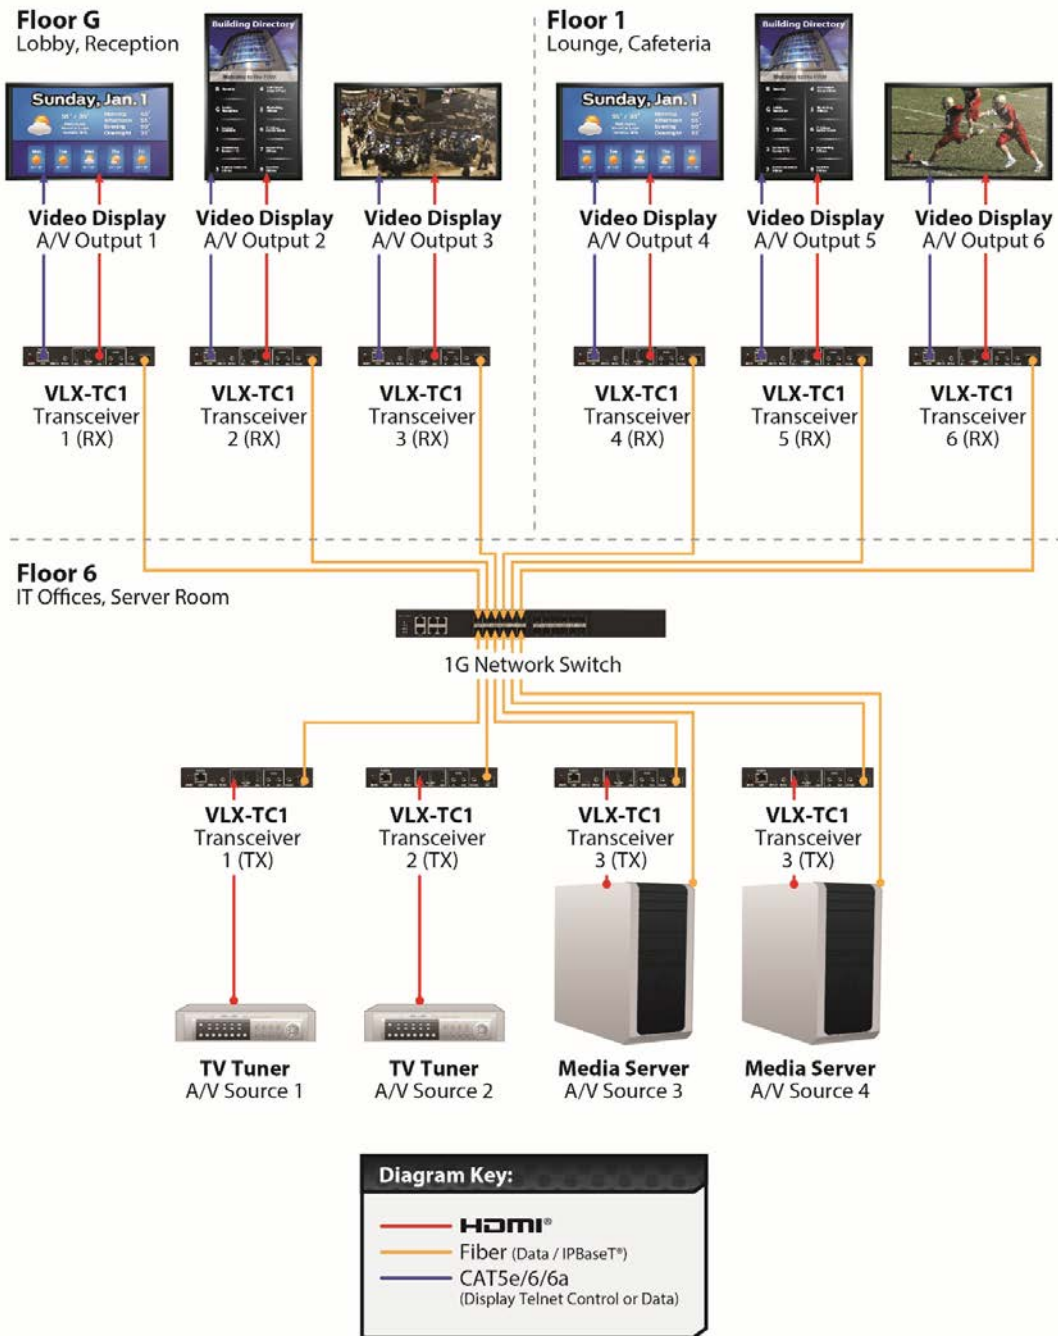 Floor G
Lobby, Reception
Floor 1
Lounge, Cafeteria
Building Directory
Building Directory
Sunday, Jan. 1
Sunday, Jan. 1
Video Display
A/V Output 1
Video Display
A/V Output 2
Video Display
A/V Output 3
Video Display
A/V Output 4
Video Display
A/V Output 5
Video Display
A/V Output 6
VLX-TC1
Transceiver
1 (RX)
VLX-TC1
Transceiver
2 (RX)
VLX-TC1
Transceiver
3 (RX)
VLX-TC1
Transceiver
4 (RX)
VLX-TC1
Transceiver
5 (RX)
VLX-TC1
Transceiver
6 (RX)
Floor 6
IT Offices, Server Room
1G Network Switch
VLX-TC1
Transceiver
1 (TX)
VLX-TC1
Transceiver
2 (TX)
VLX-TC1
Transceiver
3 (TX)
VLX-TC1
Transceiver
3 (TX)
TV Tuner
A/V Source 1
TV Tuner
A/V Source 2
Media Server
A/V Source 3
Media Server
A/V Source 4
Diagram Key:
HDMI®
Fiber (Data / IPBaseT®)
CAT5e/6/6a
(Display Telnet Control or Data)